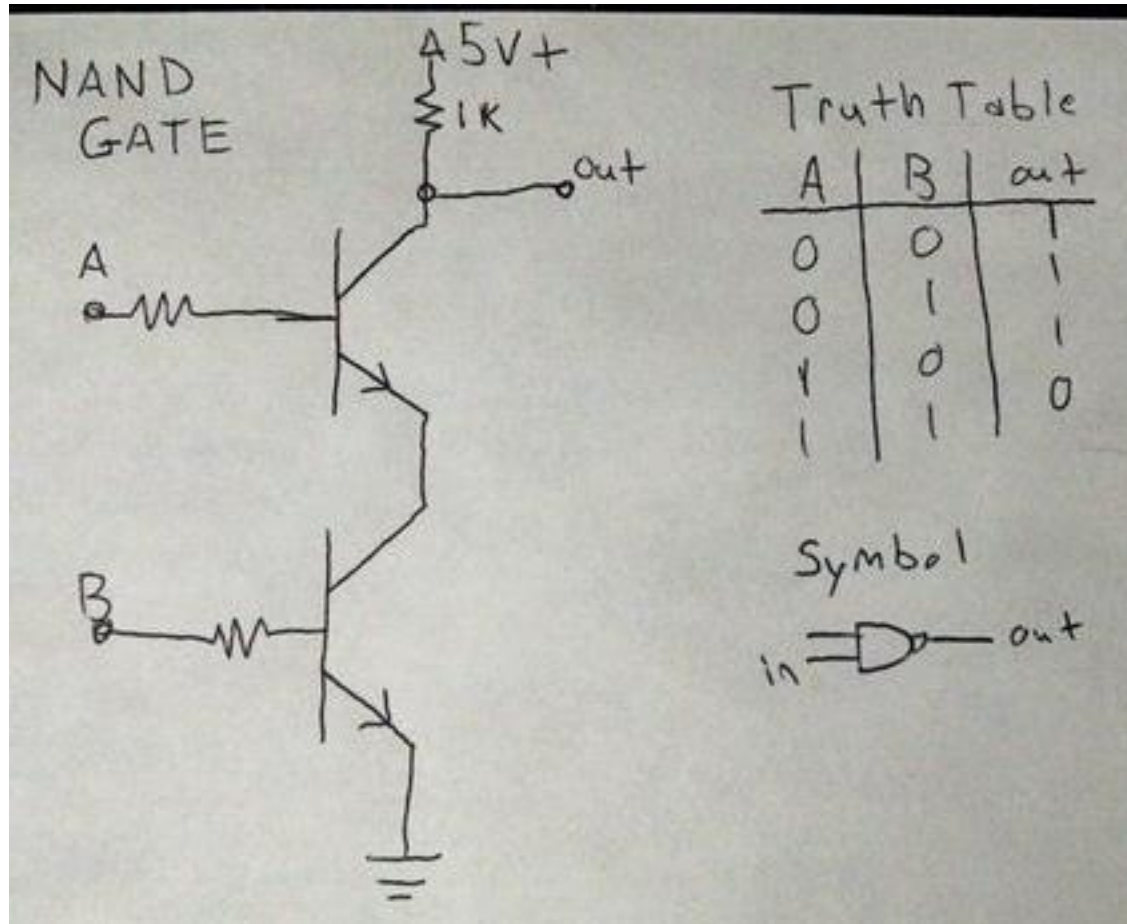 NAND
GATE
5V+
1K
out
A
B
Truth Table
A B out
0 0 1
0 1 1
1 0 1
1 1 0
Symbol
in out